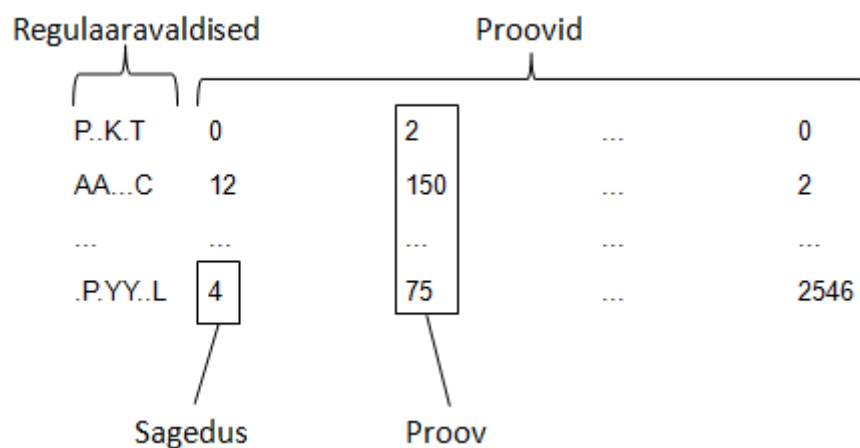 Regulaaravaldised Proovid
P..K.T 0 2 ... 0
AA...C 12 150 ... 2
... ... ... ... ...
.P.YY..L 4 75 ... 2546
Sagedus Proov